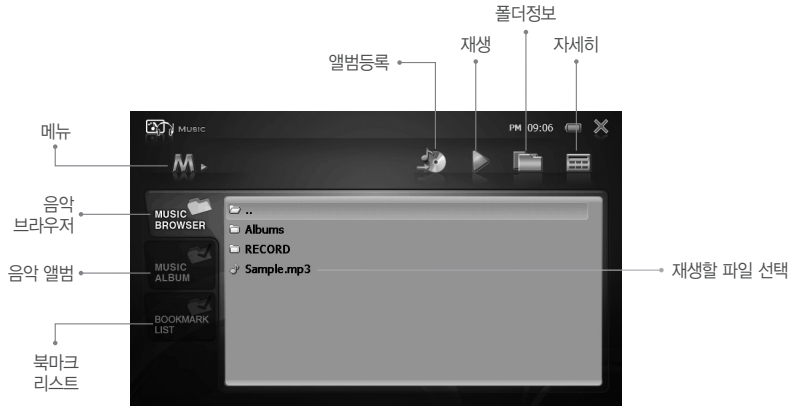 폴더정보
재생
자세히
앨범등록
메뉴
MUSIC
PM 09:06
M
음악
브라우저
MUSIC
BROWSER
..
Albums
RECORD
음악 앨범
MUSIC
ALBUM
Sample.mp3
재생할 파일 선택
BOOKMARK
LIST
북마크
리스트